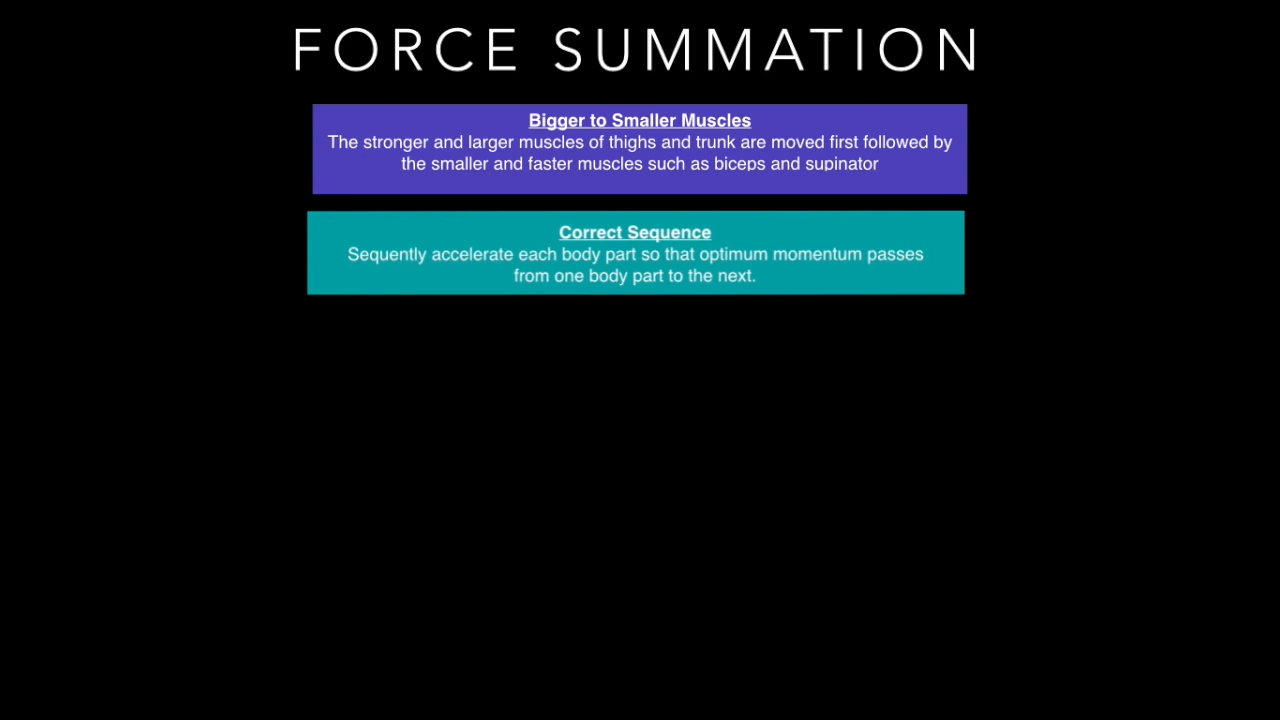 FORCE SUMMATION
Bigger to Smaller Muscles
The stronger and larger muscles of thighs and trunk are moved first followed by
the smaller and faster muscles such as biceps and supinator
Correct Sequence
Sequently accelerate each body part so that optimum momentum passes
from one body part to the next.